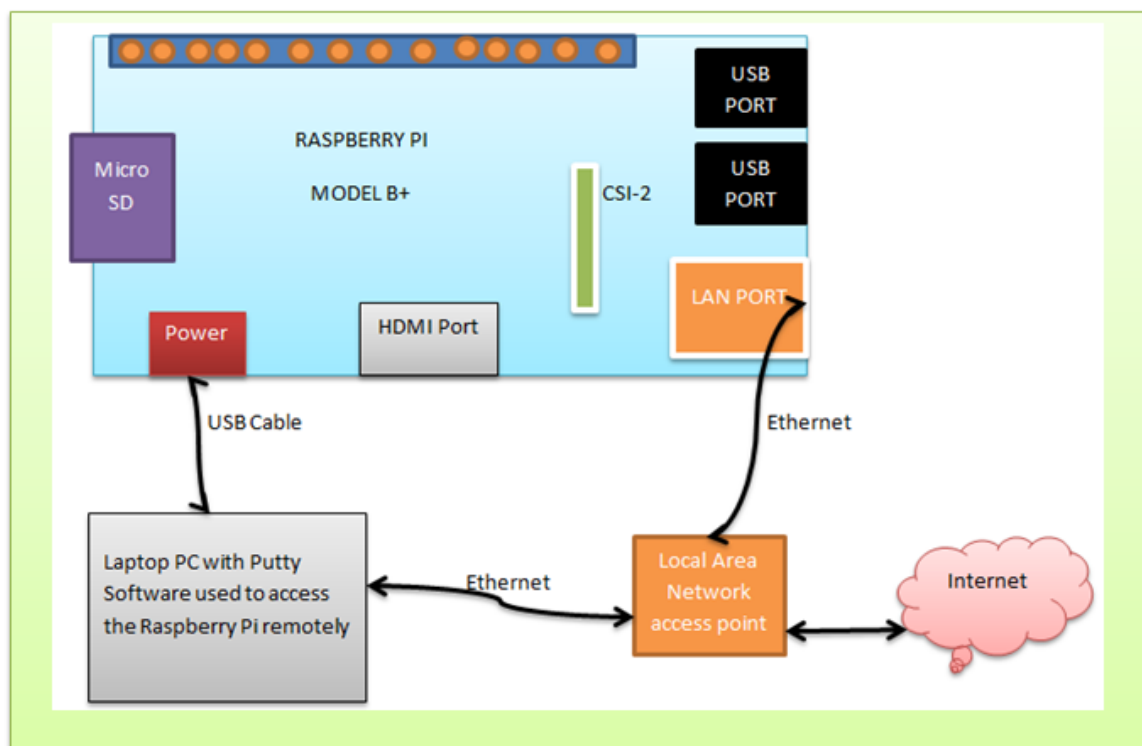 USB
PORT
RASPBERRY PI
MODEL B+
Micro
SD
USB
PORT
CSI-2
LAN PORT
Power
HDMI Port
USB Cable
Ethernet
Laptop PC with Putty
Software used to access
the Raspberry Pi remotely
Ethernet
Local Area
Network
access point
Internet